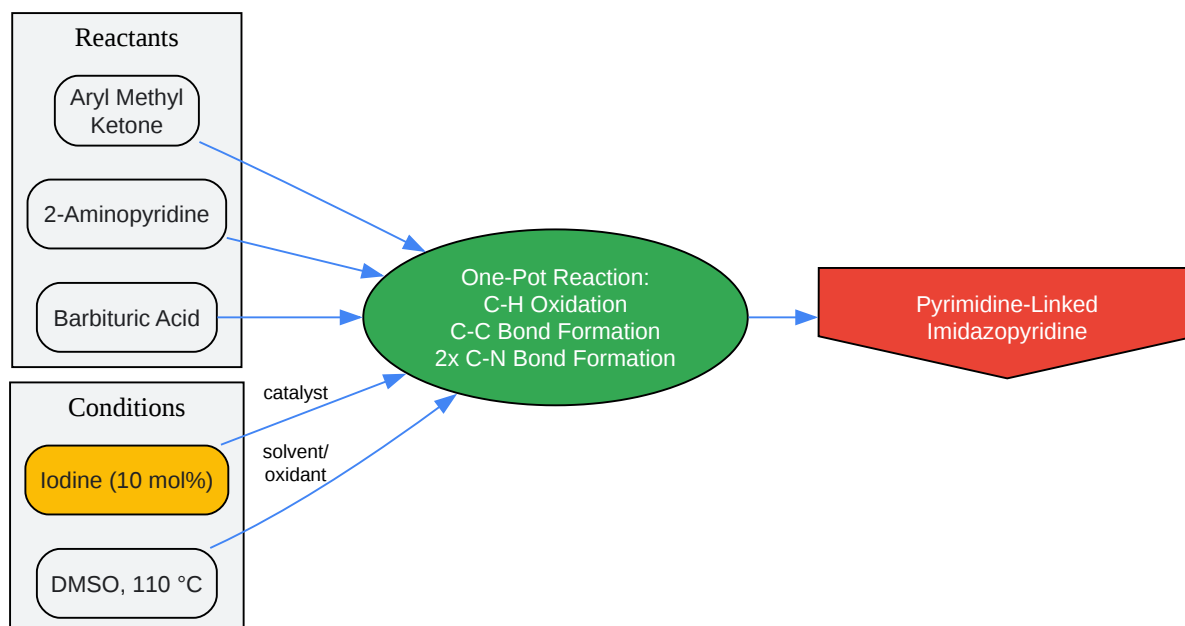 Reactants
Aryl Methyl
Ketone
2-Aminopyridine
Barbituric Acid
Conditions
Iodine (10 mol%)
DMSO, 110 °C
catalyst
solvent/
oxidant
One-Pot Reaction:
C-H Oxidation
C-C Bond Formation
2x C-N Bond Formation
Pyrimidine-Linked
Imidazopyridine